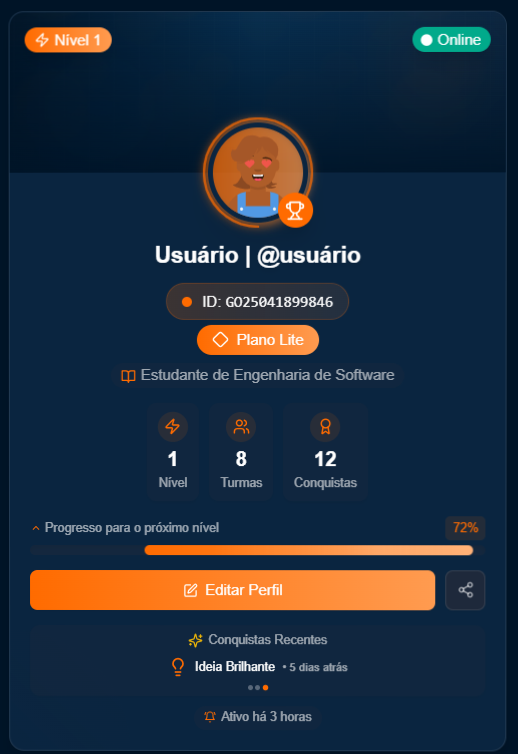 Nível 1
Online
Usuário | @usuário
ID: GO25041899846
Plano Lite
Estudante de Engenharia de Software
1 8 12
Nível Turmas Conquistas
Progresso para o próximo nível 72%
Editar Perfil
Conquistas Recentes
Ideia Brilhante • 5 dias atrás
Ativo há 3 horas